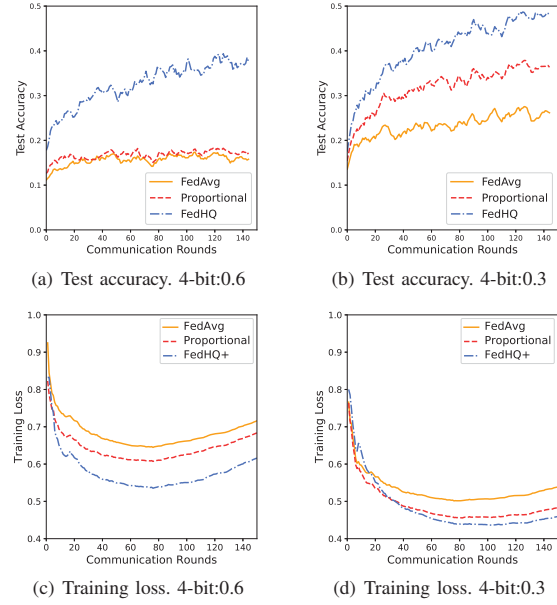 0.5
0.4
0.3
0.2
0.1
0.0
Test Accuracy
0 20 40 60 80 100 120 140
Communication Rounds
FedAvg
Proportional
FedHQ
(a) Test accuracy. 4-bit:0.6
0.5
0.4
0.3
0.2
0.1
0.0
Test Accuracy
0 20 40 60 80 100 120 140
Communication Rounds
FedAvg
Proportional
FedHQ
(b) Test accuracy. 4-bit:0.3
1.0
0.9
0.8
0.7
0.6
0.5
0.4
Training Loss
0 20 40 60 80 100 120 140
Communication Rounds
FedAvg
Proportional
FedHQ+
(c) Training loss. 4-bit:0.6
1.0
0.9
0.8
0.7
0.6
0.5
0.4
Training Loss
0 20 40 60 80 100 120 140
Communication Rounds
FedAvg
Proportional
FedHQ+
(d) Training loss. 4-bit:0.3